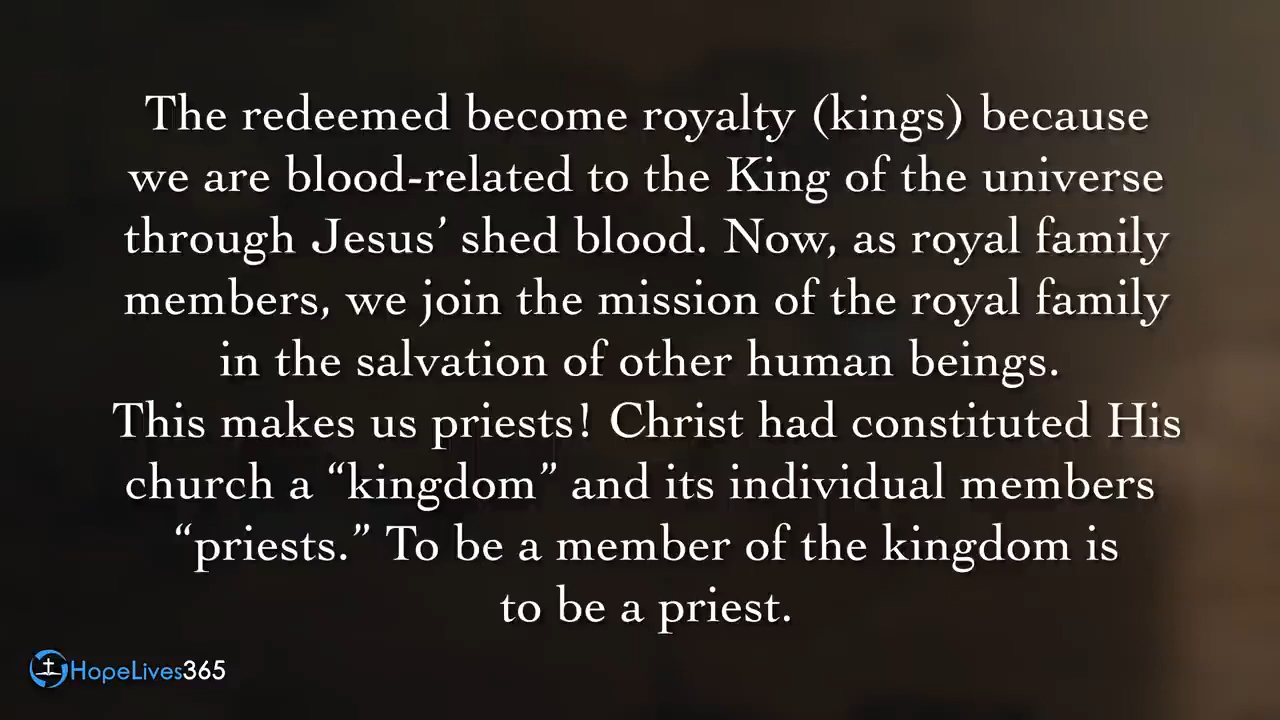 The redeemed become royalty (kings) because
we are blood-related to the King of the universe
through Jesus’ shed blood. Now, as royal family
members, we join the mission of the royal family
in the salvation of other human beings.
This makes us priests! Christ had constituted His
church a “kingdom” and its individual members
“priests.” To be a member of the kingdom is
to be a priest.
HopeLives365